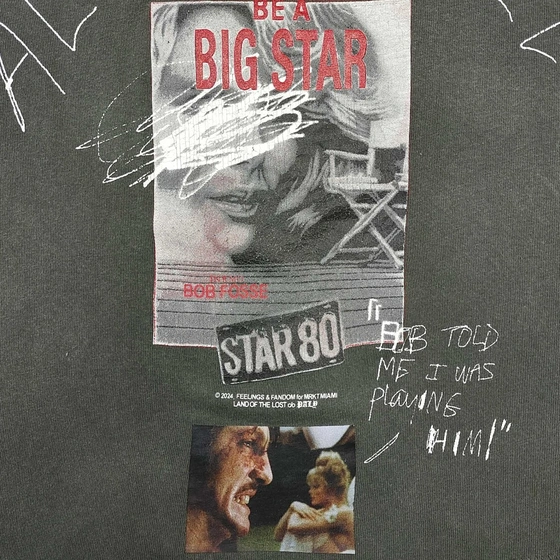 BE A
BIG STAR
BOB FOSSE
STAR 80
© 2024, FEELINGS & FANDOM for MRKT MIAMI
LAND OF THE LOST c/o
"BOB TOLD
ME I WAS
PLAYING
HIM!"